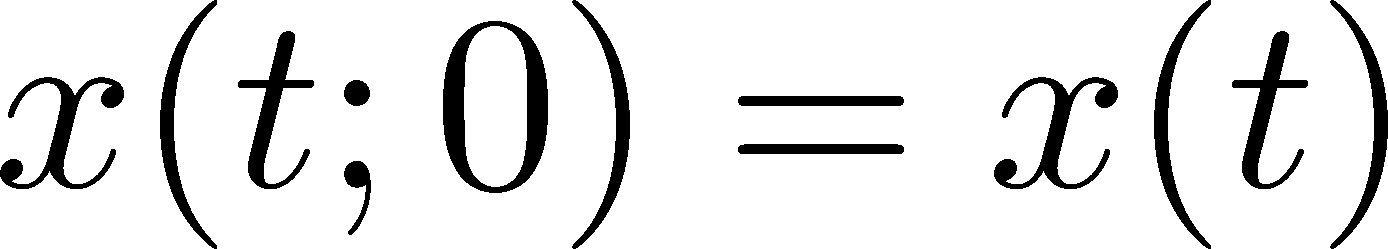 x(t; 0) = x(t)